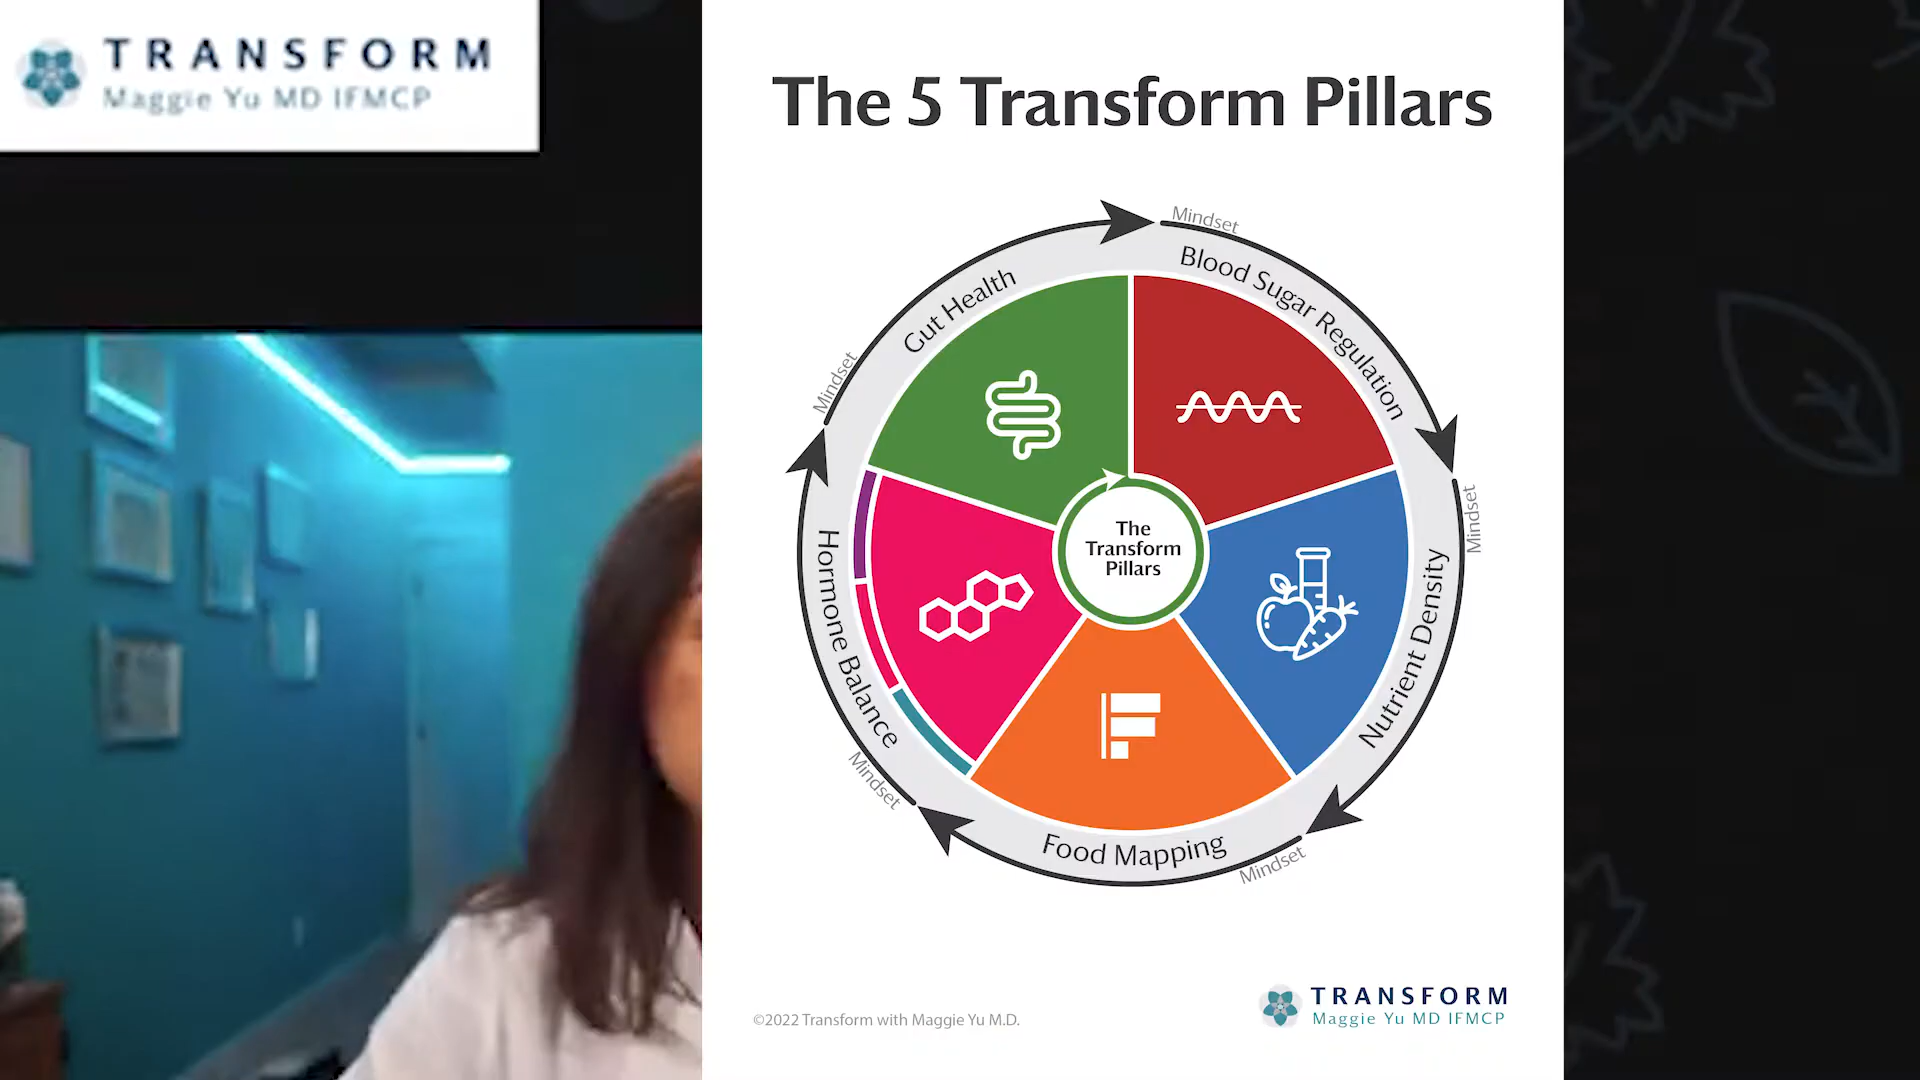 TRANSFORM
Maggie Yu MD IFMCP
The 5 Transform Pillars
Mindset
Blood Sugar Regulation
Mindset
Nutrient Density
Mindset
Food Mapping
Mindset
Hormone Balance
Mindset
Gut Health
The
Transform
Pillars
©2022 Transform with Maggie Yu M.D.
TRANSFORM
Maggie Yu MD IFMCP